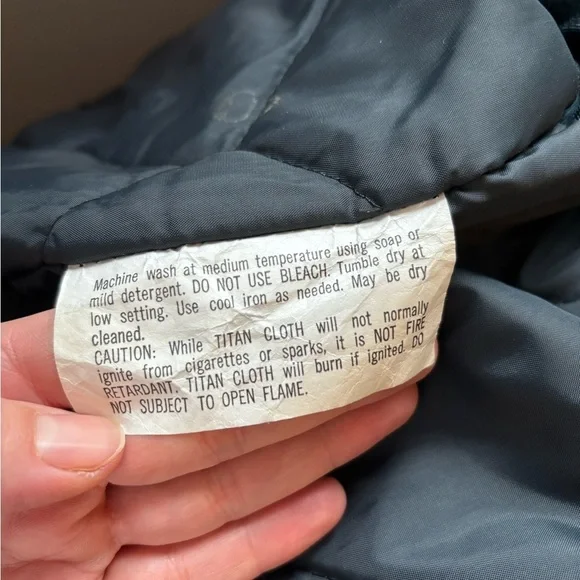 Machine wash at medium temperature using soap or
mild detergent. DO NOT USE BLEACH. Tumble dry at
low setting. Use cool iron as needed. May be dry
cleaned.
CAUTION: While TITAN CLOTH will not normally
ignite from cigarettes or sparks, it is NOT FIRE
RETARDANT. TITAN CLOTH will burn if ignited. DO
NOT SUBJECT TO OPEN FLAME.